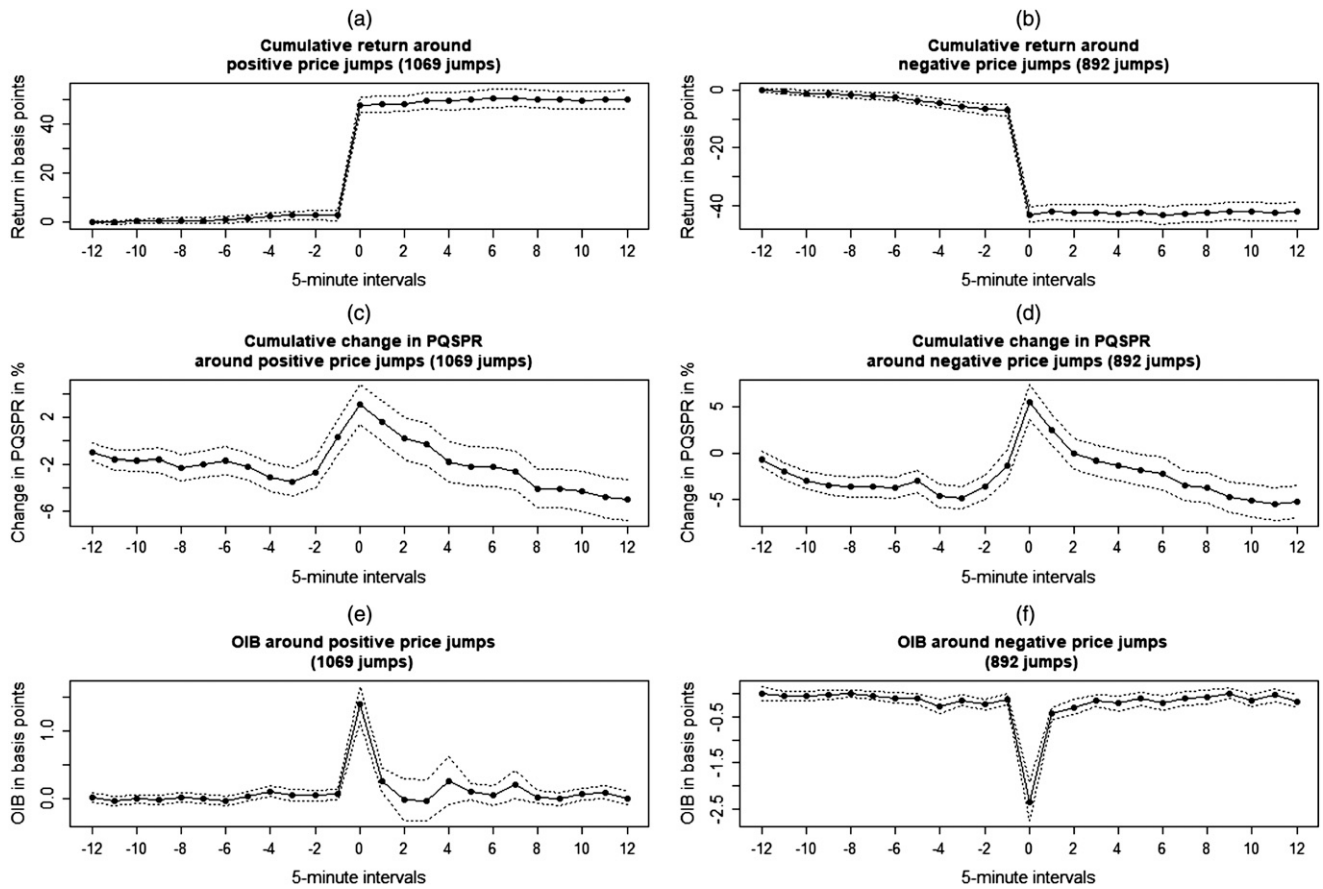 (a)
Cumulative return around
positive price jumps (1069 jumps)
Return in basis points
40
20
0
-12 -10 -8 -6 -4 -2 0 2 4 6 8 10 12
5-minute intervals
(b)
Cumulative return around
negative price jumps (892 jumps)
Return in basis points
0
-20
-40
-12 -10 -8 -6 -4 -2 0 2 4 6 8 10 12
5-minute intervals
(c)
Cumulative change in PQSPR
around positive price jumps (1069 jumps)
Change in PQSPR in %
2
-2
-6
-12 -10 -8 -6 -4 -2 0 2 4 6 8 10 12
5-minute intervals
(d)
Cumulative change in PQSPR
around negative price jumps (892 jumps)
Change in PQSPR in %
5
0
-5
-12 -10 -8 -6 -4 -2 0 2 4 6 8 10 12
5-minute intervals
(e)
OIB around positive price jumps
(1069 jumps)
OIB in basis points
1.0
0.0
-12 -10 -8 -6 -4 -2 0 2 4 6 8 10 12
5-minute intervals
(f)
OIB around negative price jumps
(892 jumps)
OIB in basis points
-0.5
-1.5
-2.5
-12 -10 -8 -6 -4 -2 0 2 4 6 8 10 12
5-minute intervals